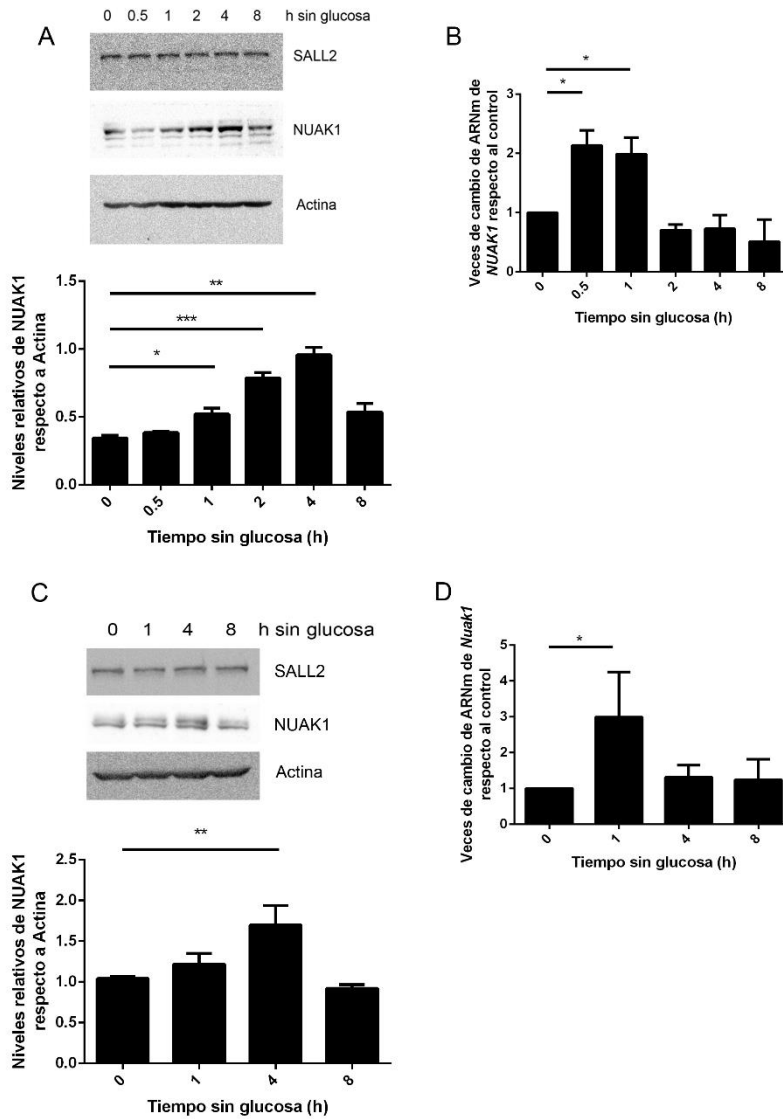 A
0 0.5 1 2 4 8 h sin glucosa
SALL2
NUAK1
Actina
Niveles relativos de NUAK1
respecto a Actina
1.5
1.0
0.5
0.0
**
***
*
0 0.5 1 2 4 8
Tiempo sin glucosa (h)
B
Veces de cambio de ARNm de
NUAK1 respecto al control
3
2
1
0
*
*
0 0.5 1 2 4 8
Tiempo sin glucosa (h)
C
0 1 4 8 h sin glucosa
SALL2
NUAK1
Actina
Niveles relativos de NUAK1
respecto a Actina
2.5
2.0
1.5
1.0
0.5
0.0
**
0 1 4 8
Tiempo sin glucosa (h)
D
Veces de cambio de ARNm de Nuak1
respecto al control
5
4
3
2
1
0
*
0 1 4 8
Tiempo sin glucosa (h)